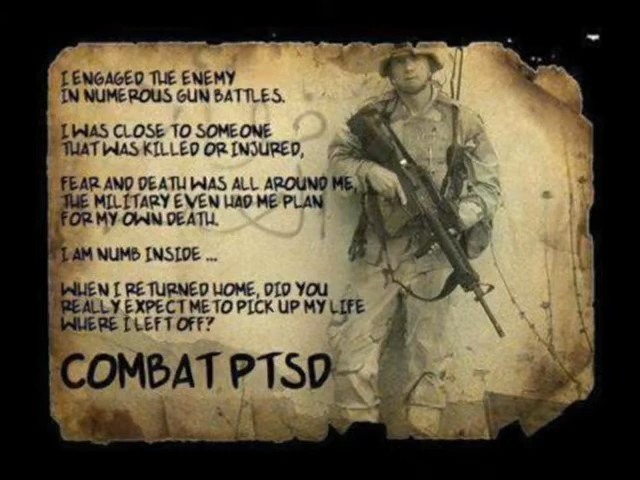 I ENGAGED THE ENEMY
IN NUMEROUS GUN BATTLES.
I WAS CLOSE TO SOMEONE
THAT WAS KILLED OR INJURED,
FEAR AND DEATH WAS ALL AROUND ME,
THE MILITARY EVEN HAD ME PLAN
FOR MY OWN DEATH.
I AM NUMB INSIDE ...
WHEN I RETURNED HOME, DID YOU
REALLY EXPECT ME TO PICK UP MY LIFE
WHERE I LEFT OFF?
COMBAT PTSD